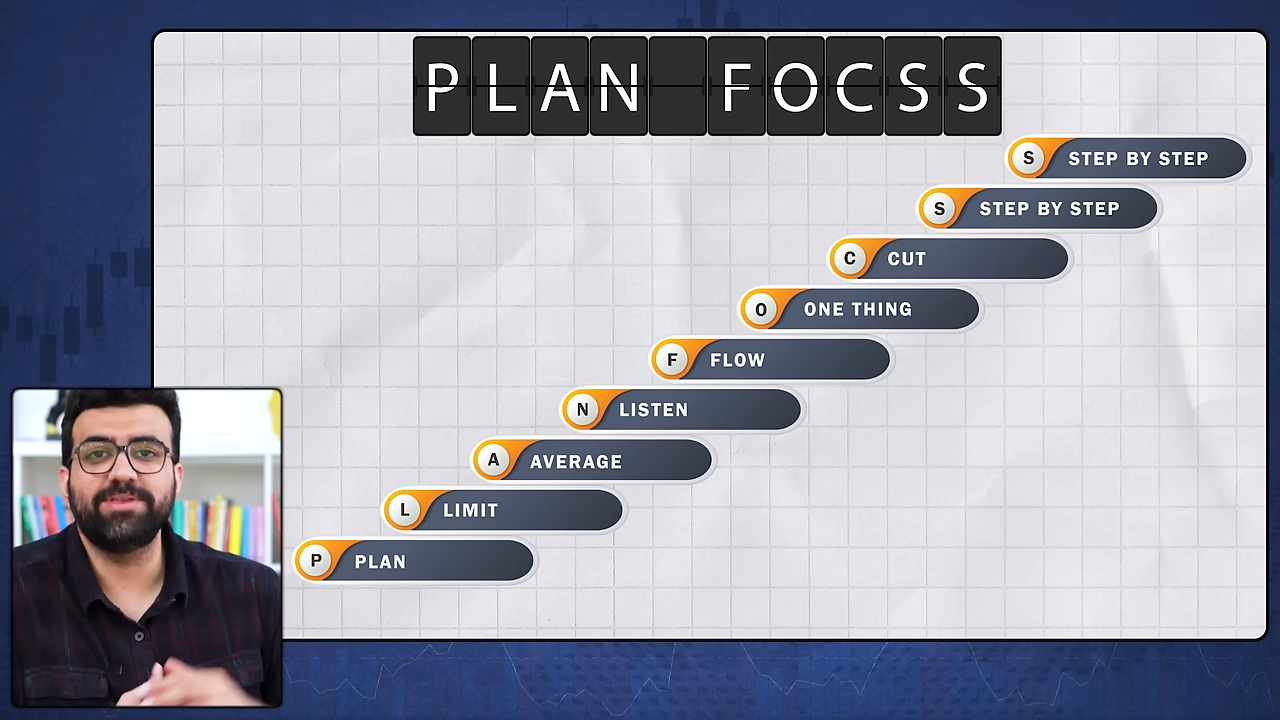 PLAN FOCSS
S STEP BY STEP
S STEP BY STEP
C CUT
O ONE THING
F FLOW
N LISTEN
A AVERAGE
L LIMIT
P PLAN